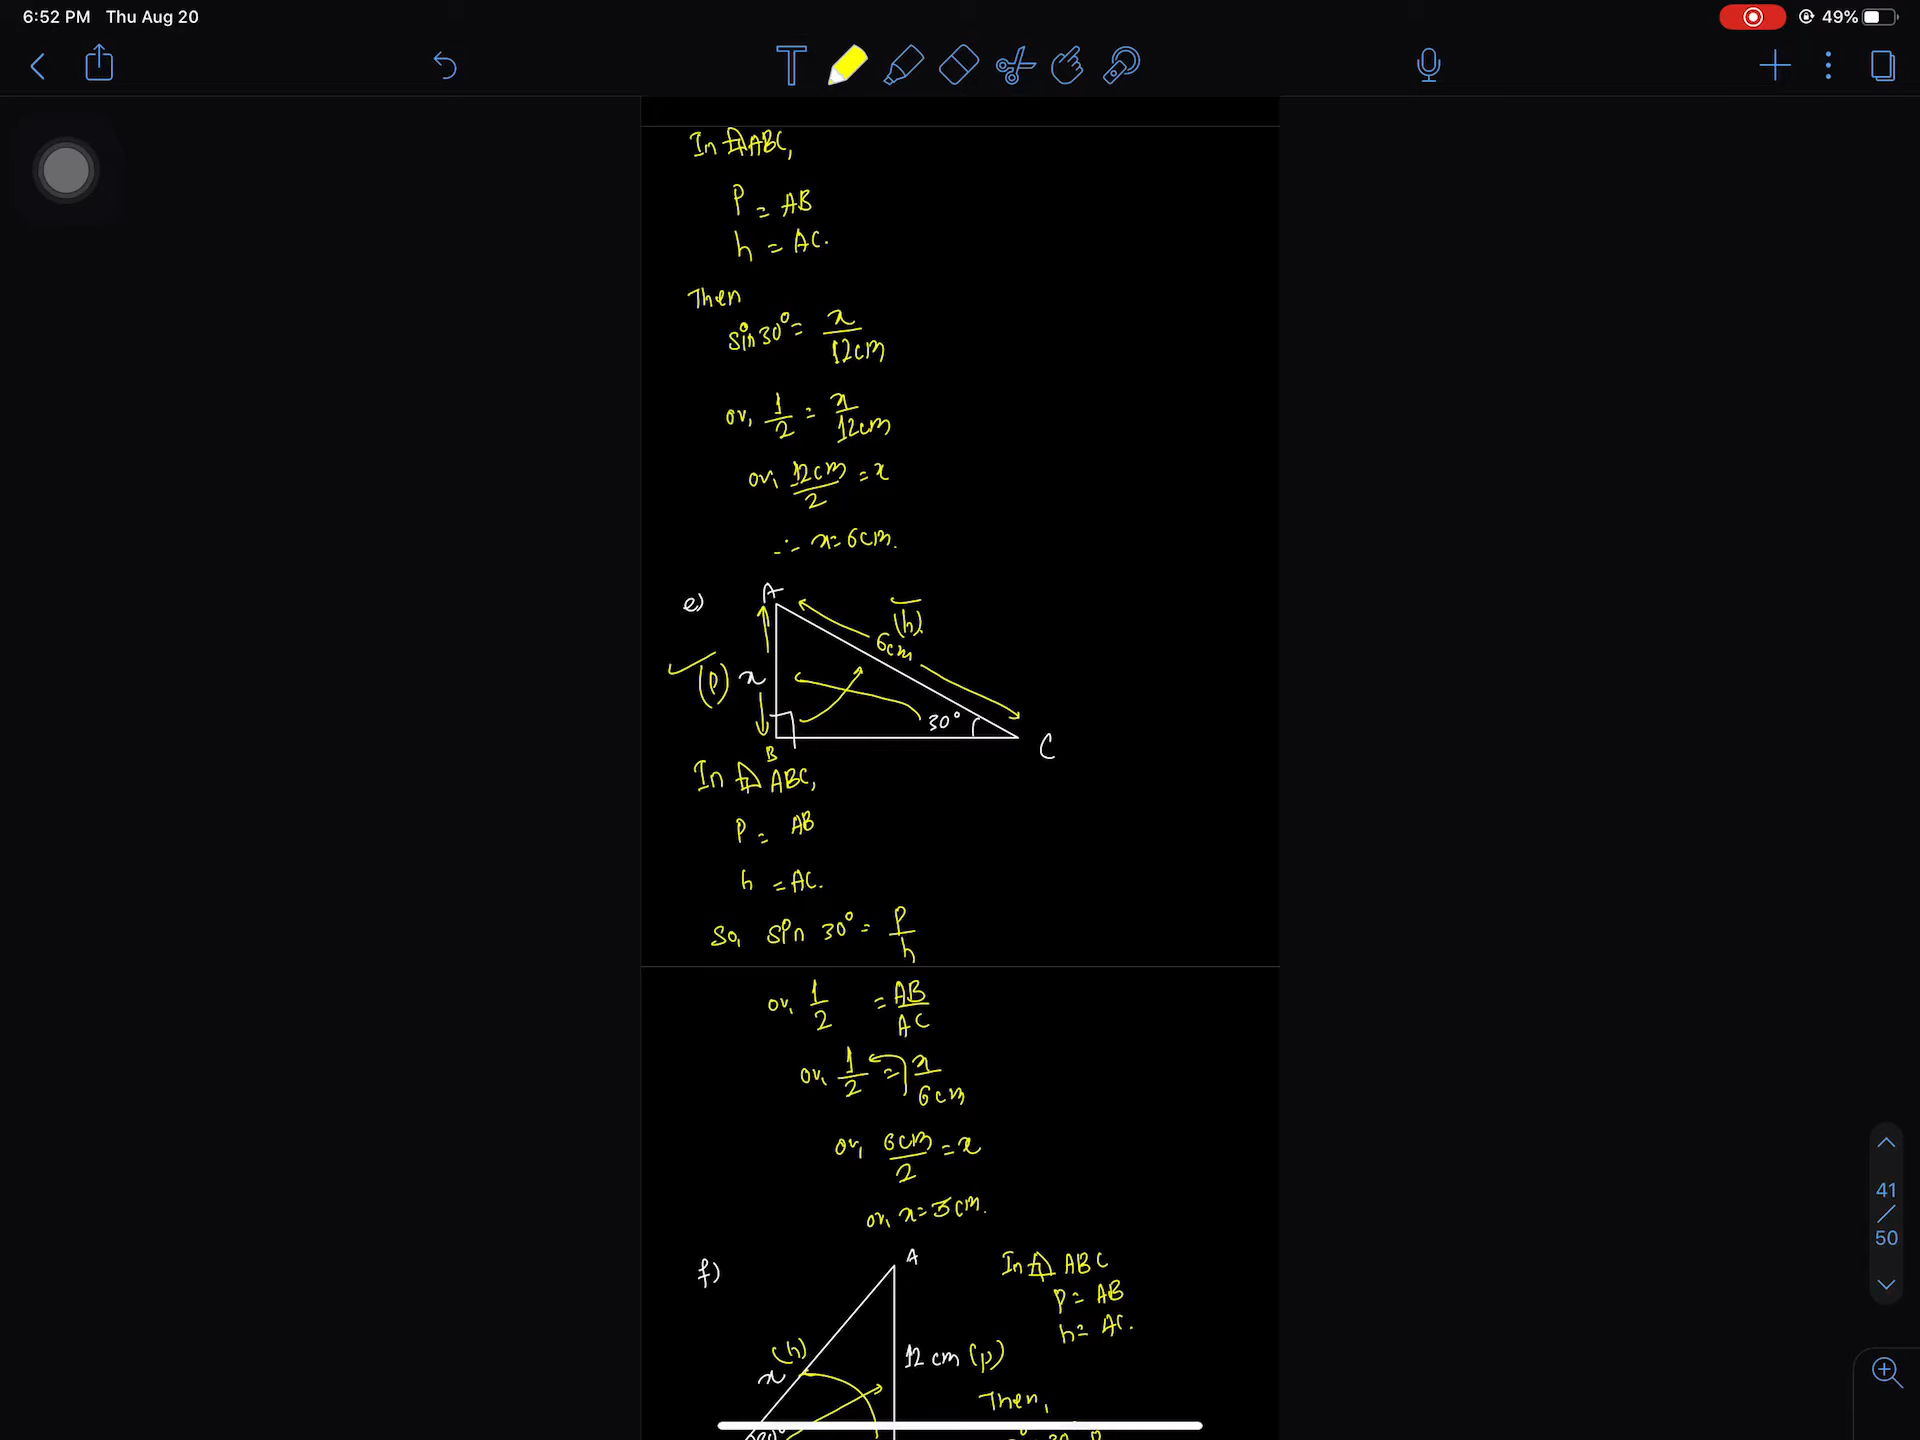 6:52 PM Thu Aug 20
49%
In ABC,
P = AB
h = AC.
Then
sin 30° = x/12cm
or, 1/2 = x/12cm
or, 12cm/2 = x
∴ x = 6cm.
e)
A
(h)
6cm
(p) x
30°
B
C
In ABC,
P = AB
h = AC.
So, sin 30° = P/h
or, 1/2 = AB/AC
or, 1/2 = x/6cm
or, 6cm/2 = x
or, x = 3cm.
41
/
50
f)
A
In ABC
P = AB
h = AC.
(h)
x
12 cm (p)
Then,